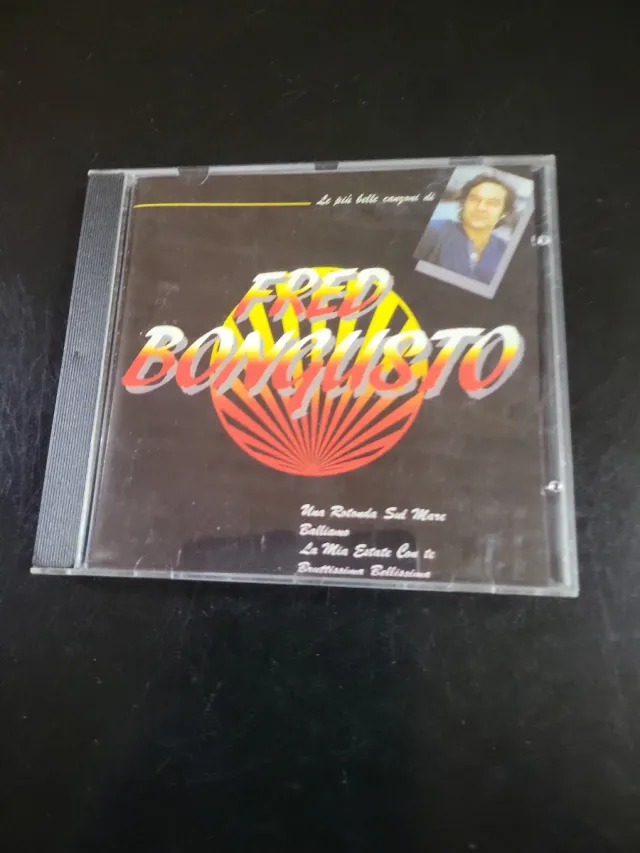 Le più belle canzoni di
FRED
BONGUSTO
Una Rotonda Sul Mare
Balliamo
La Mia Estate Con te
Bruttissima Bellissima